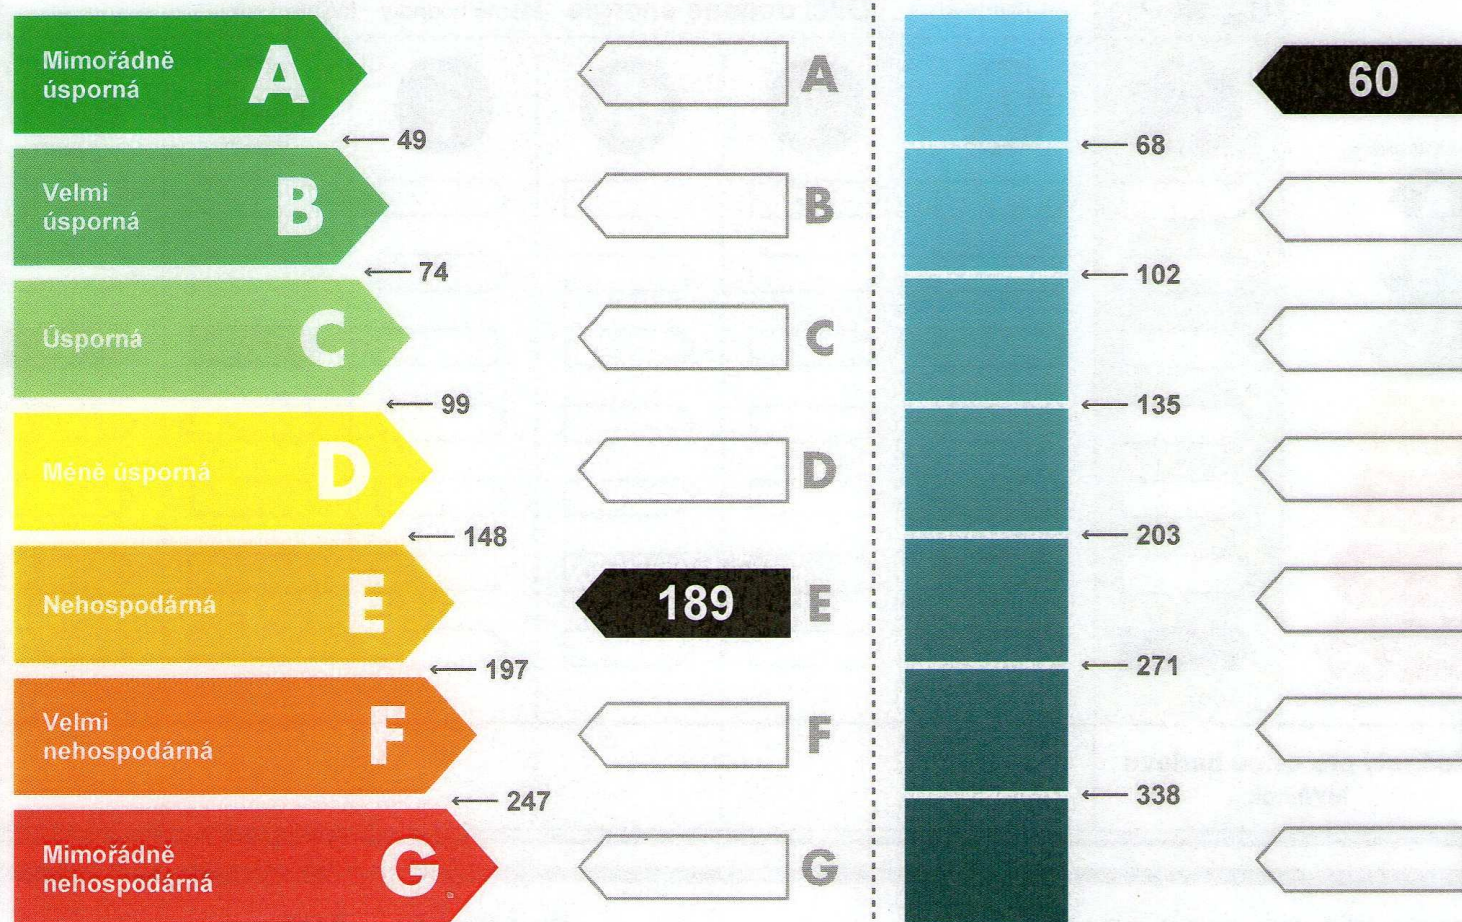 Mimořádně
úsporná
A
A
60
49
68
Velmi
úsporná
B
B
74
102
Úsporná
C
C
99
135
Méně úsporná
D
D
148
203
Nehospodárná
E
189
E
197
271
Velmi
nehospodárná
F
F
247
338
Mimořádně
nehospodárná
G
G